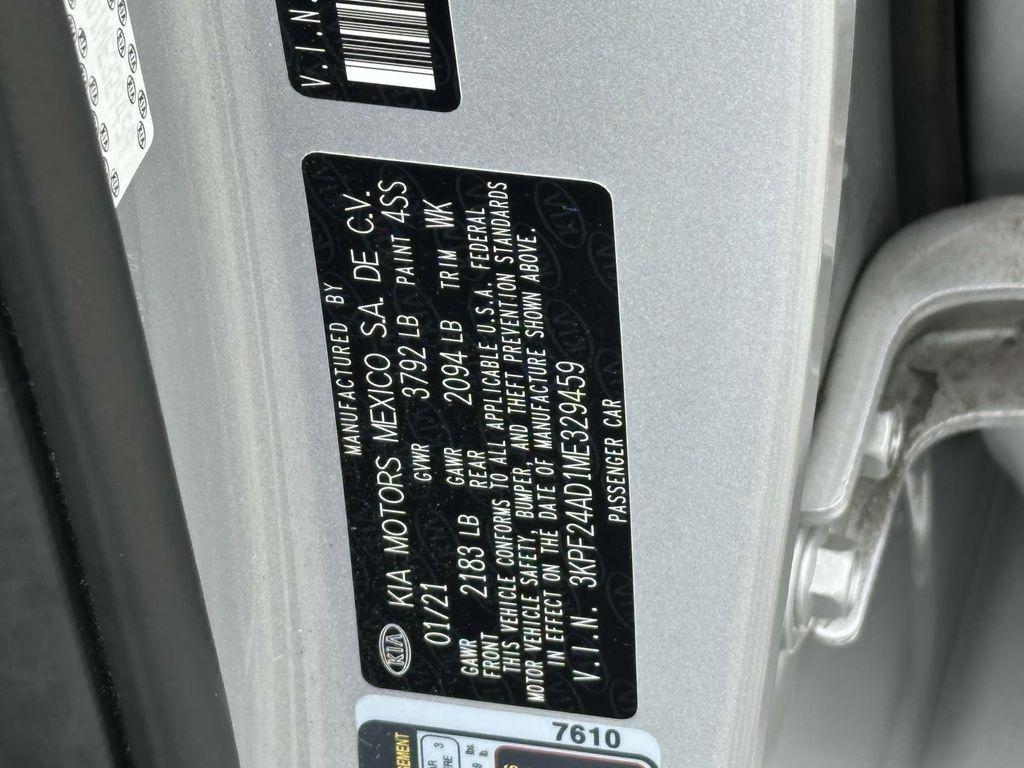 V.I.N.
MANUFACTURED BY
KIA KIA MOTORS MEXICO S.A. DE C.V.
01/21 GVWR 3792 LB PAINT 4SS
GAWR FRONT 2183 LB GAWR REAR 2094 LB TRIM WK
THIS VEHICLE CONFORMS TO ALL APPLICABLE U.S.A. FEDERAL
MOTOR VEHICLE SAFETY, BUMPER, AND THEFT PREVENTION STANDARDS
IN EFFECT ON THE DATE OF MANUFACTURE SHOWN ABOVE.
V.I.N. 3KPF24AD1ME329459
PASSENGER CAR
7610